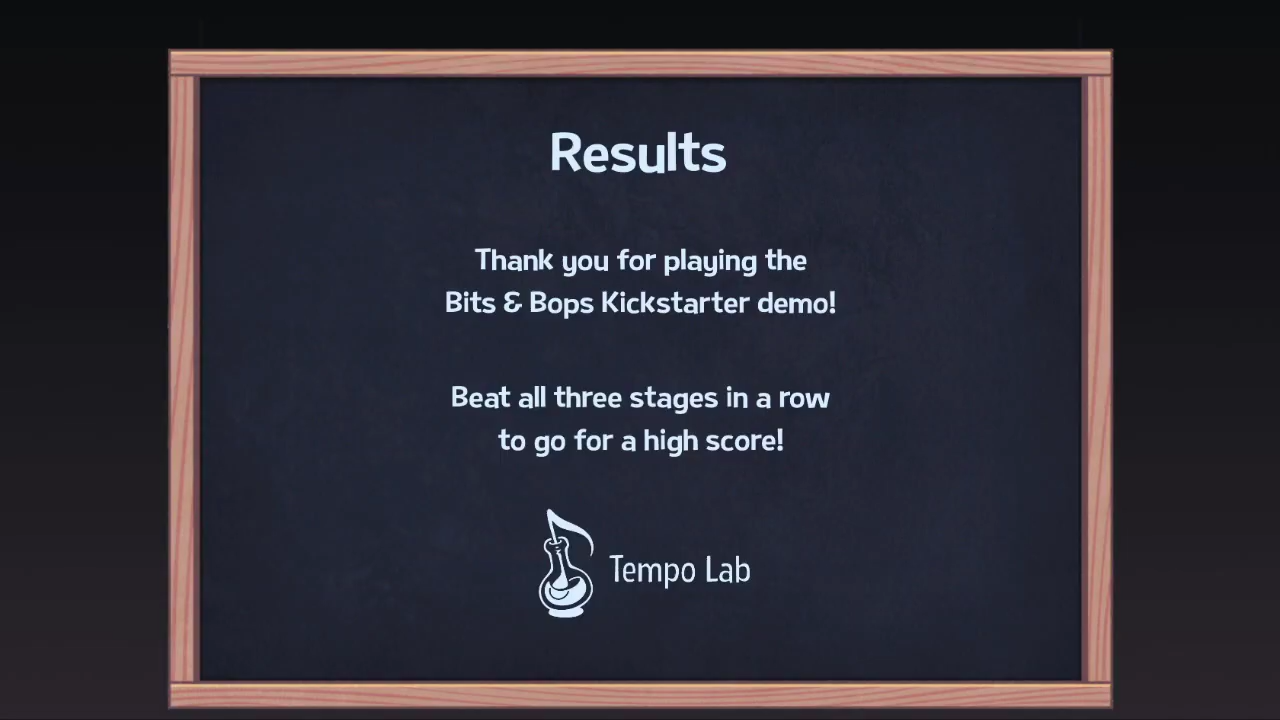 Results
Thank you for playing the
Bits & Bops Kickstarter demo!
Beat all three stages in a row
to go for a high score!
Tempo Lab